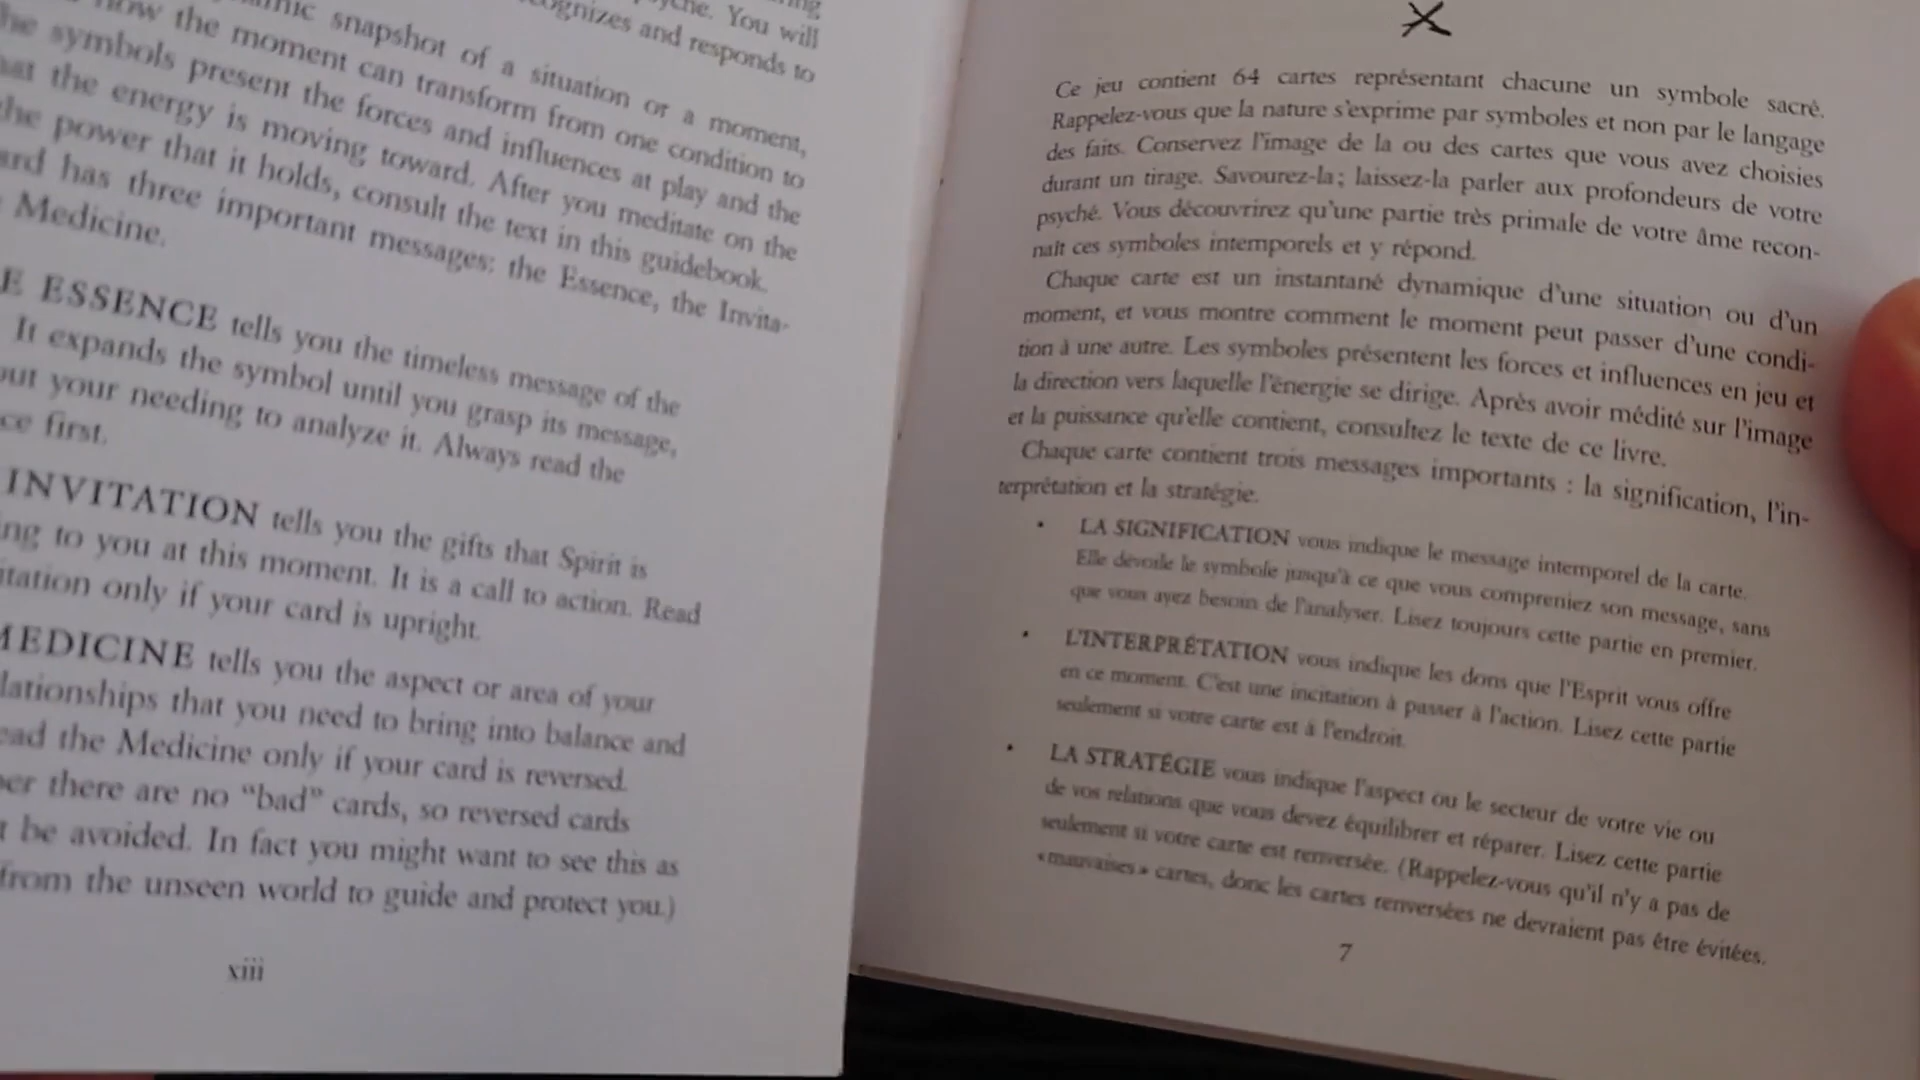 You will
ognizes and responds to
snapshot of a situation or a moment,
now the moment can transform from one condition to
symbols present the forces and influences at play and the
the energy is moving toward. After you meditate on the
the power that it holds, consult the text in this guidebook.
has three important messages: the Essence, the Invita-
Medicine.
ESSENCE tells you the timeless message of the
It expands the symbol until you grasp its message,
your needing to analyze it. Always read the
first.
INVITATION tells you the gifts that Spirit is
to you at this moment. It is a call to action. Read
only if your card is upright.
MEDICINE tells you the aspect or area of your
lationships that you need to bring into balance and
the Medicine only if your card is reversed.
there are no “bad” cards, so reversed cards
be avoided. In fact you might want to see this as
from the unseen world to guide and protect you.)
xiii
Ce jeu contient 64 cartes représentant chacune un symbole sacré.
Rappelez-vous que la nature s'exprime par symboles et non par le langage
des faits. Conservez l'image de la ou des cartes que vous avez choisies
durant un tirage. Savourez-la ; laissez-la parler aux profondeurs de votre
psyché. Vous découvrirez qu'une partie très primale de votre âme recon-
naît ces symboles intemporels et y répond.
Chaque carte est un instantané dynamique d'une situation ou d'un
moment, et vous montre comment le moment peut passer d'une condi-
tion à une autre. Les symboles présentent les forces et influences en jeu et
la direction vers laquelle l'énergie se dirige. Après avoir médité sur l'image
et la puissance qu'elle contient, consultez le texte de ce livre.
Chaque carte contient trois messages importants : la signification, l'in-
terprétation et la stratégie.
• LA SIGNIFICATION vous indique le message intemporel de la carte.
Elle dévoile le symbole jusqu'à ce que vous compreniez son message, sans
que vous ayez besoin de l'analyser. Lisez toujours cette partie en premier.
• L'INTERPRÉTATION vous indique les dons que l'Esprit vous offre
en ce moment. C'est une incitation à passer à l'action. Lisez cette partie
seulement si votre carte est à l'endroit.
• LA STRATÉGIE vous indique l'aspect ou le secteur de votre vie ou
de vos relations que vous devez équilibrer et réparer. Lisez cette partie
seulement si votre carte est renversée. (Rappelez-vous qu'il n'y a pas de
«mauvaises» cartes, donc les cartes renversées ne devraient pas être évitées.
7